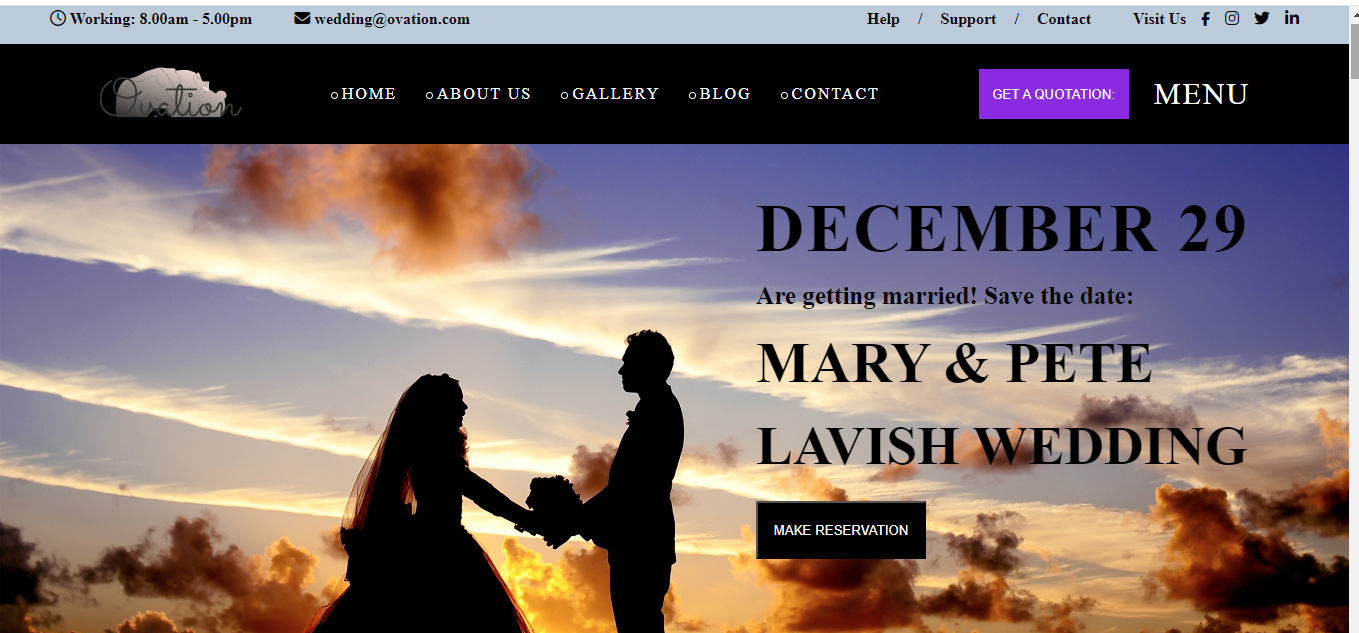 Working: 8.00am - 5.00pm wedding@ovation.com Help / Support / Contact Visit Us
Ovation HOME ABOUT US GALLERY BLOG CONTACT GET A QUOTATION: MENU
DECEMBER 29
Are getting married! Save the date:
MARY & PETE
LAVISH WEDDING
MAKE RESERVATION